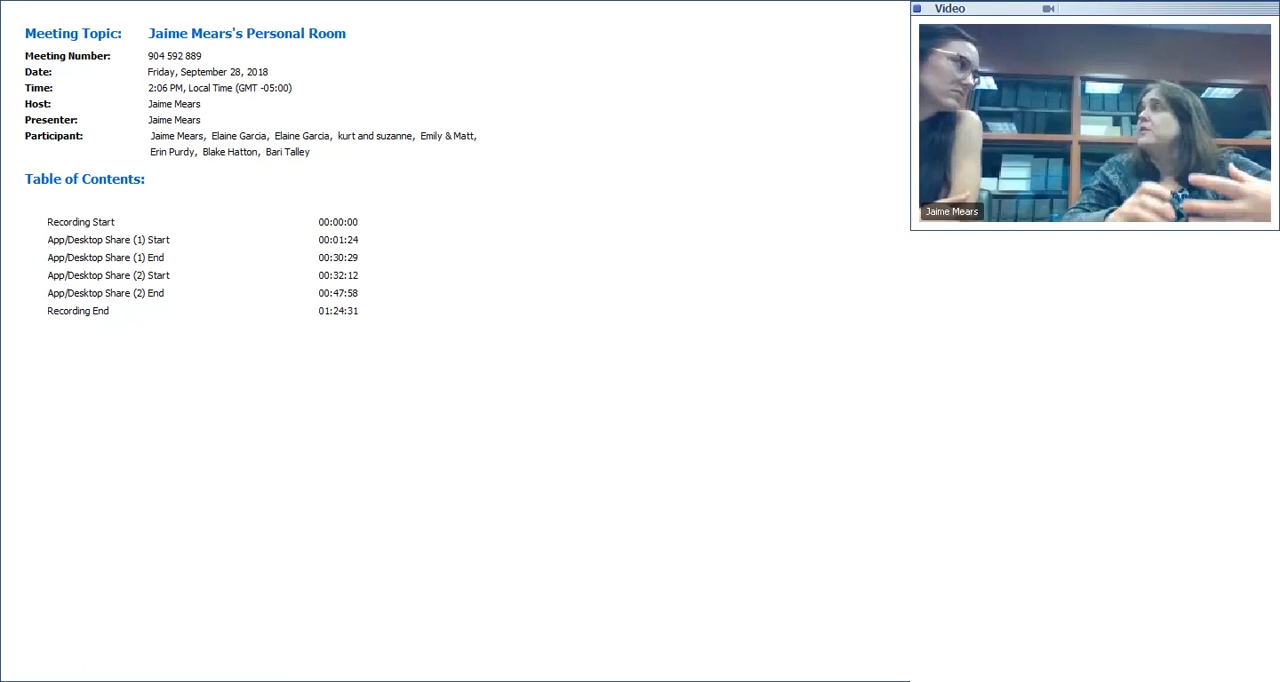 Meeting Topic: Jaime Mears's Personal Room
Meeting Number: 904 592 889
Date: Friday, September 28, 2018
Time: 2:06 PM, Local Time (GMT -05:00)
Host: Jaime Mears
Presenter: Jaime Mears
Participant: Jaime Mears, Elaine Garcia, Elaine Garcia, kurt and suzanne, Emily & Matt,
Erin Purdy, Blake Hatton, Bari Talley
Table of Contents:
Recording Start 00:00:00
App/Desktop Share (1) Start 00:01:24
App/Desktop Share (1) End 00:30:29
App/Desktop Share (2) Start 00:32:12
App/Desktop Share (2) End 00:47:58
Recording End 01:24:31
Video
Jaime Mears